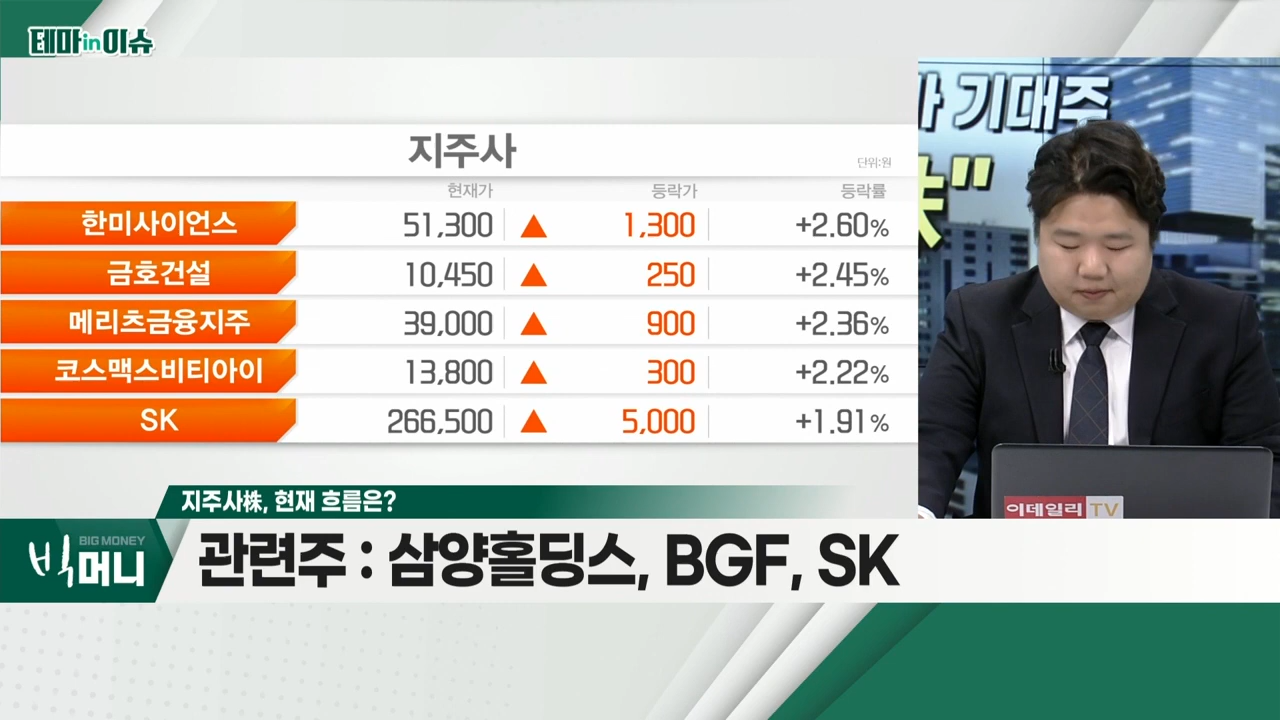 테마in이슈
지주사
단위:원
현재가 등락가 등락률
한미사이언스 51,300 ▲ 1,300 +2.60%
금호건설 10,450 ▲ 250 +2.45%
메리츠금융지주 39,000 ▲ 900 +2.36%
코스맥스비티아이 13,800 ▲ 300 +2.22%
SK 266,500 ▲ 5,000 +1.91%
기대주
"
이데일리 TV
지주사株, 현재 흐름은?
BIG MONEY
빅머니
관련주 : 삼양홀딩스, BGF, SK